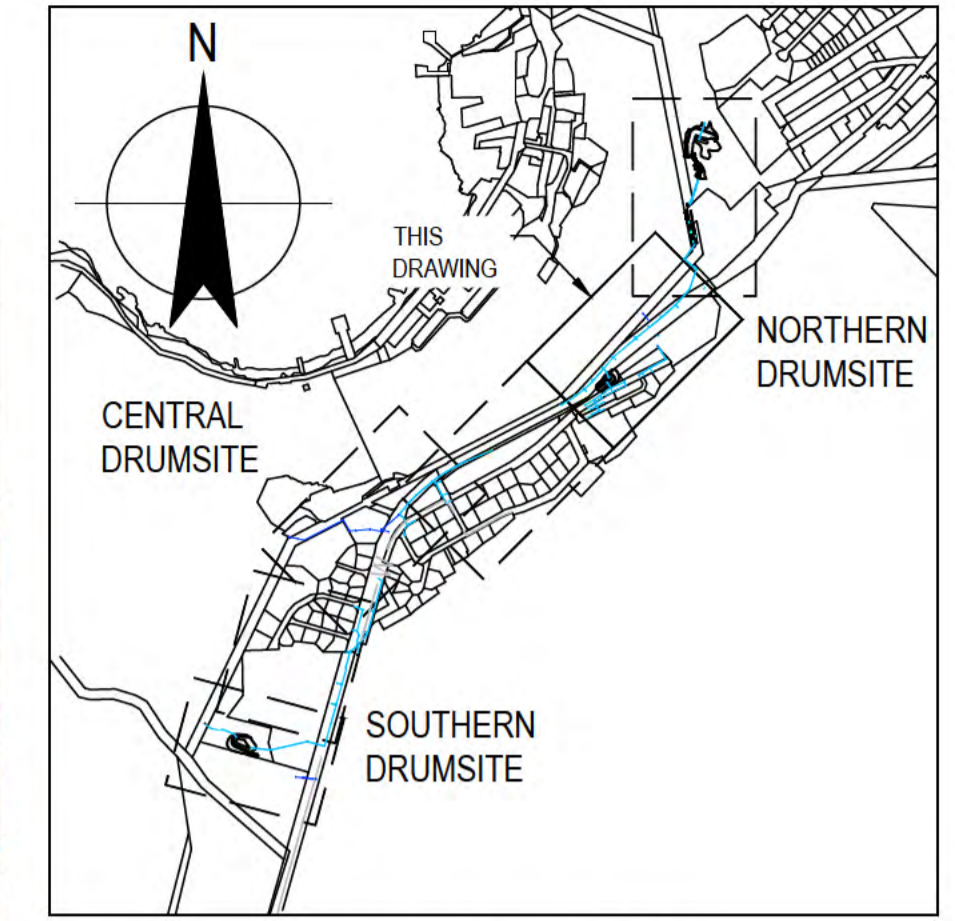 N
THIS
DRAWING
NORTHERN
DRUMSITE
CENTRAL
DRUMSITE
SOUTHERN
DRUMSITE